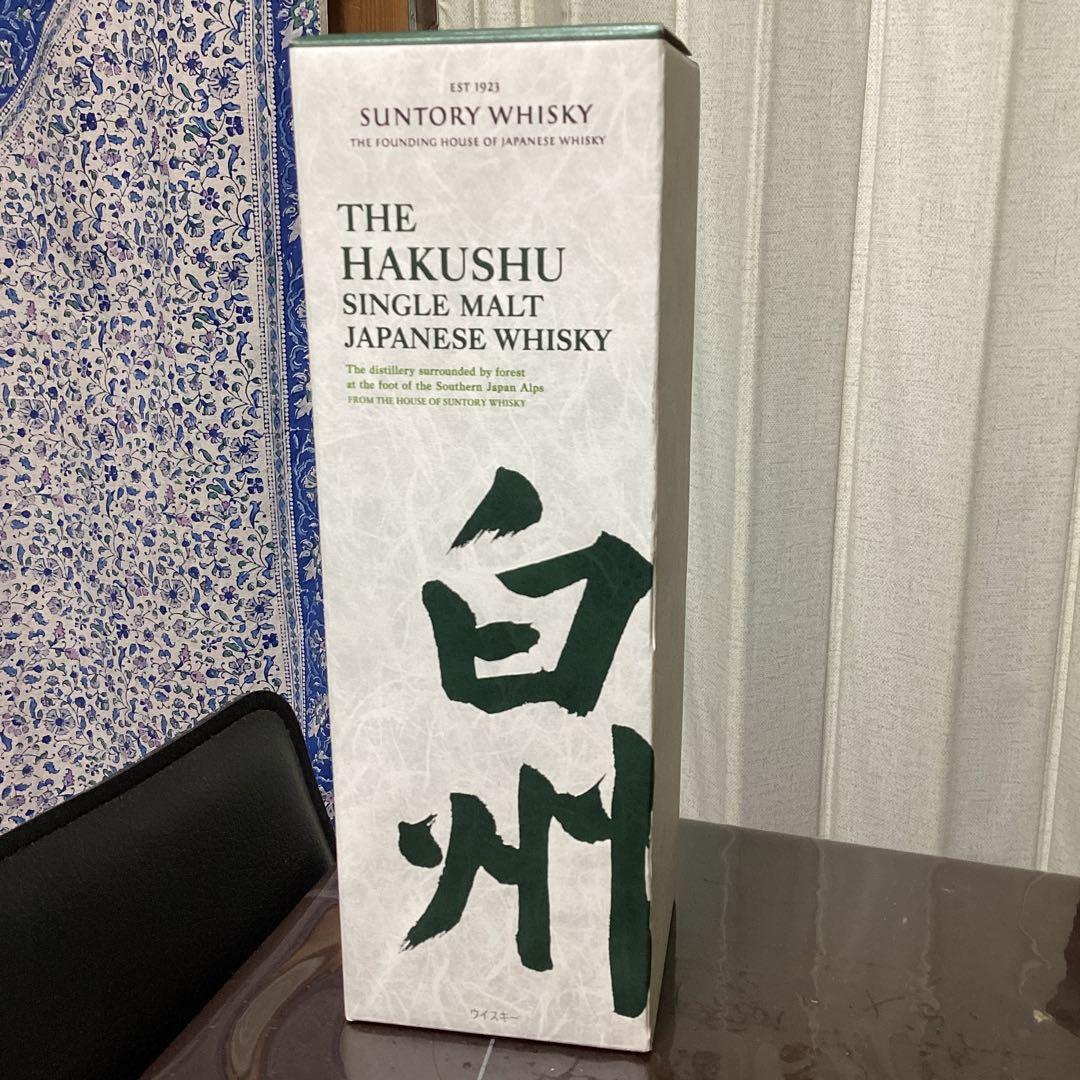 EST 1923
SUNTORY WHISKY
THE FOUNDING HOUSE OF JAPANESE WHISKY
THE
HAKUSHU
SINGLE MALT
JAPANESE WHISKY
The distillery surrounded by forest
at the foot of the Southern Japan Alps
FROM THE HOUSE OF SUNTORY WHISKY
白
州
ウイスキー